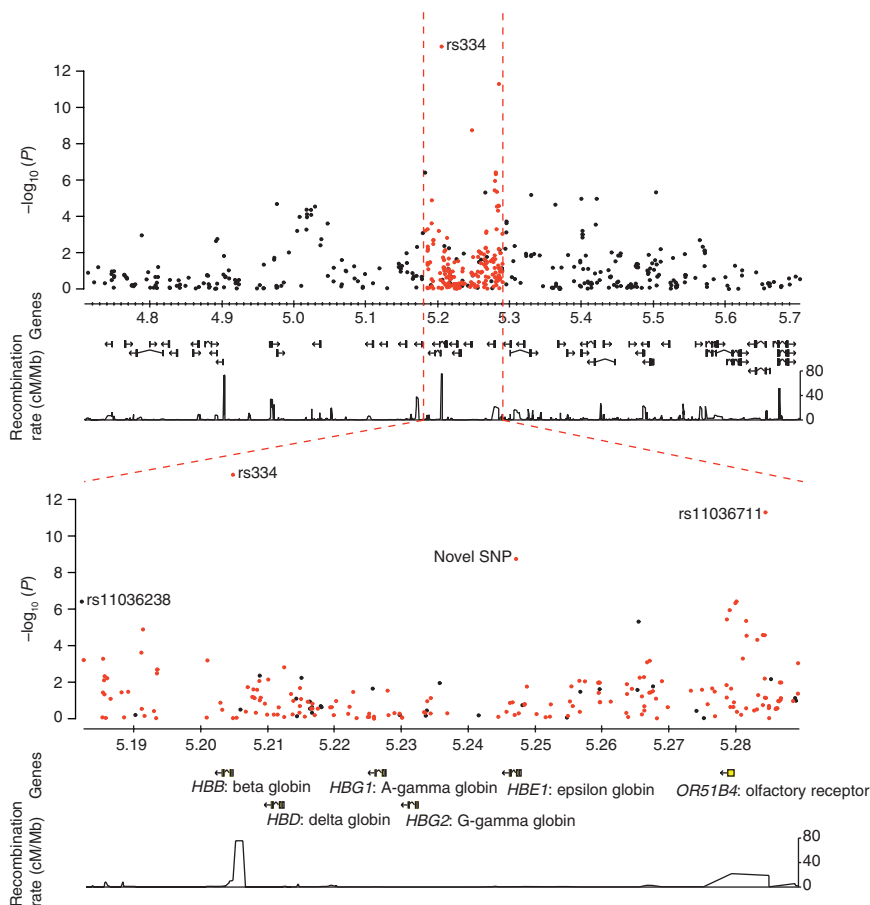 rs334
12
10
8
6
4
2
0
–log10 (P)
4.8 4.9 5.0 5.1 5.2 5.3 5.4 5.5 5.6 5.7
Genes
Recombination
rate (cM/Mb)
80
40
0
rs334
12
10
8
6
4
2
0
–log10 (P)
rs11036711
Novel SNP
rs11036238
5.19 5.20 5.21 5.22 5.23 5.24 5.25 5.26 5.27 5.28
Genes
HBB: beta globin HBG1: A-gamma globin HBE1: epsilon globin OR51B4: olfactory receptor
HBD: delta globin HBG2: G-gamma globin
Recombination
rate (cM/Mb)
80
40
0